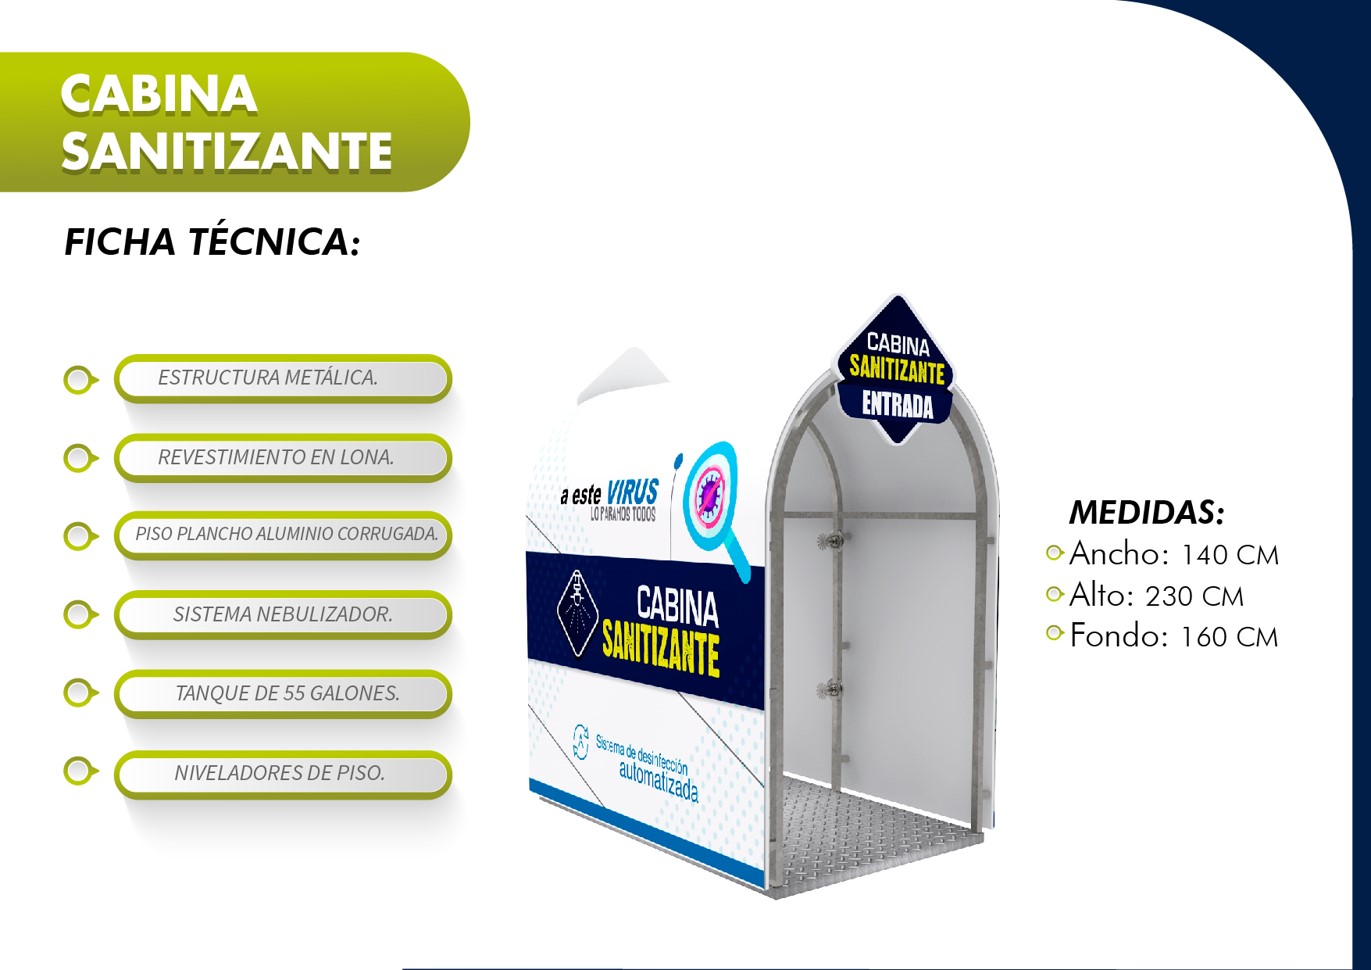 CABINA
SANITIZANTE
FICHA TÉCNICA:
ESTRUCTURA METÁLICA.
REVESTIMIENTO EN LONA.
PISO PLANCHO ALUMINIO CORRUGADA.
SISTEMA NEBULIZADOR.
TANQUE DE 55 GALONES.
NIVELADORES DE PISO.
CABINA
SANITIZANTE
ENTRADA
a este VIRUS
LO PARAMOS TODOS
CABINA
SANITIZANTE
Sistema de desinfección
automatizada
MEDIDAS:
Ancho: 140 CM
Alto: 230 CM
Fondo: 160 CM